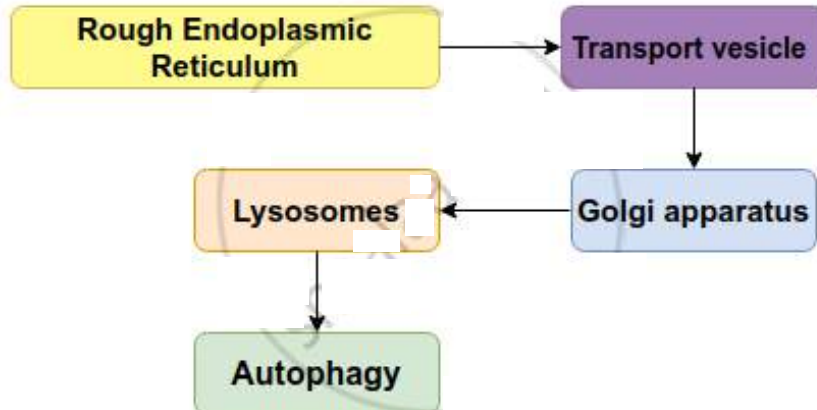 Rough Endoplasmic
Reticulum
Transport vesicle
Lysosomes
Golgi apparatus
Autophagy